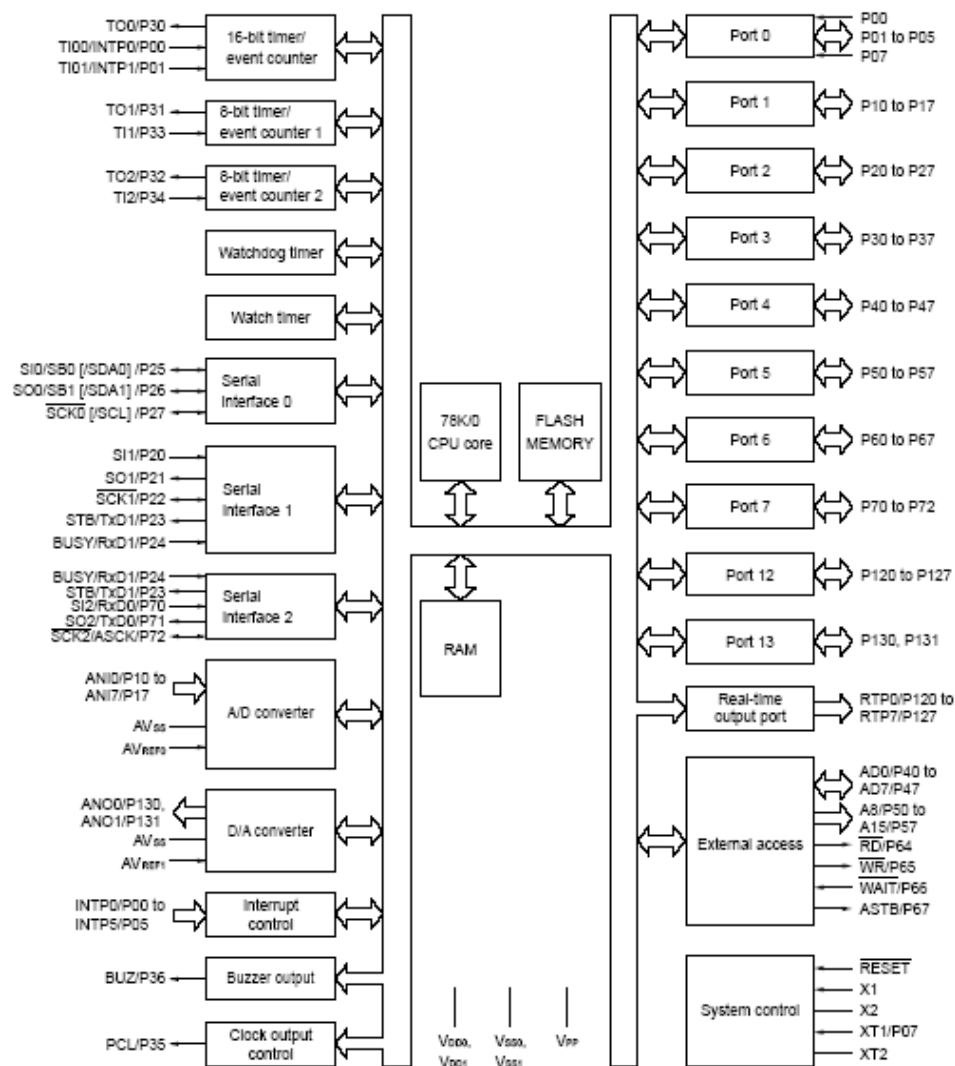 TO0/P30
TI00/INTP0/P00
TI01/INTP1/P01
16-bit timer/
event counter
TO1/P31
TI1/P33
8-bit timer/
event counter 1
TO2/P32
TI2/P34
8-bit timer/
event counter 2
Watchdog timer
Watch timer
SI0/SB0 [/SDA0] /P25
SO0/SB1 [/SDA1] /P26
SCK0 [/SCL] /P27
Serial
Interface 0
SI1/P20
SO1/P21
SCK1/P22
STB/TxD1/P23
BUSY/RxD1/P24
Serial
Interface 1
BUSY/RxD1/P24
STB/TxD1/P23
SI2/RxD0/P70
SO2/TxD0/P71
SCK2/ASCK/P72
Serial
Interface 2
ANI0/P10 to
ANI7/P17
AVSS
AVREF0
A/D converter
ANO0/P130,
ANO1/P131
AVSS
AVREF1
D/A converter
INTP0/P00 to
INTP5/P05
Interrupt
control
BUZ/P36
Buzzer output
PCL/P35
Clock output
control
78K/0
CPU core
FLASH
MEMORY
RAM
VDD0,
VDD1
VSS0,
VSS1
VPP
Port 0
P00
P01 to P05
P07
Port 1
P10 to P17
Port 2
P20 to P27
Port 3
P30 to P37
Port 4
P40 to P47
Port 5
P50 to P57
Port 6
P60 to P67
Port 7
P70 to P72
Port 12
P120 to P127
Port 13
P130, P131
Real-time
output port
RTP0/P120 to
RTP7/P127
External access
AD0/P40 to
AD7/P47
A8/P50 to
A15/P57
RD/P64
WR/P65
WAIT/P66
ASTB/P67
System control
RESET
X1
X2
XT1/P07
XT2